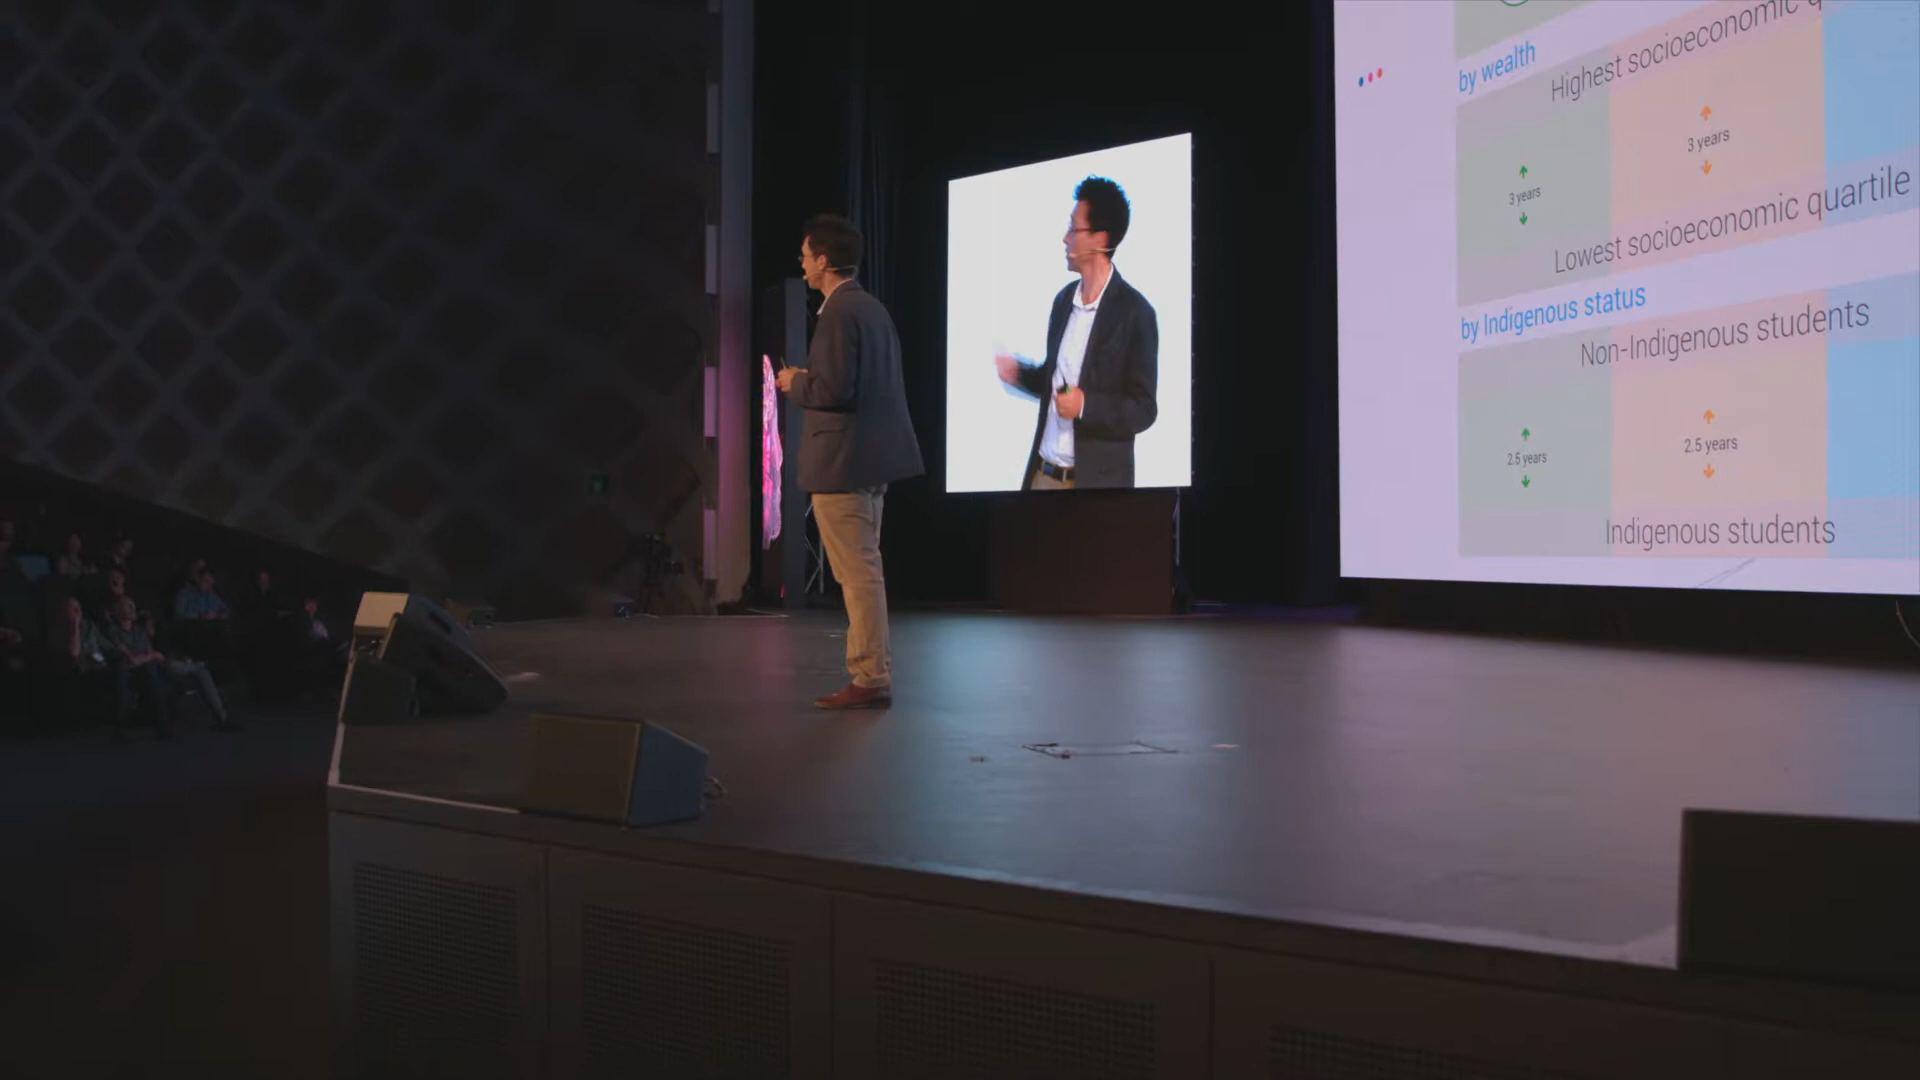 Highest socioeconomic
by wealth
3 years
3 years
Lowest socioeconomic quartile
by Indigenous status
Non-Indigenous students
2.5 years
2.5 years
Indigenous students